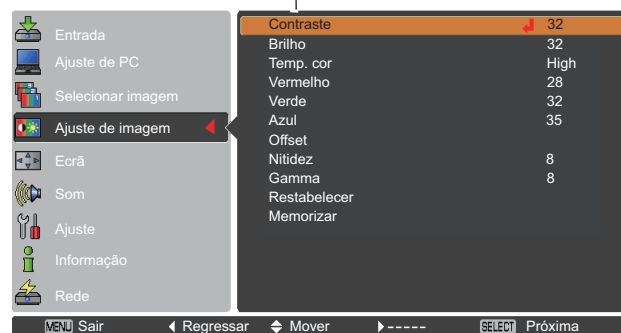 Entrada
Ajuste de PC
Selecionar imagem
Ajuste de imagem
Ecrã
Som
Ajuste
Informação
Rede
Contraste 32
Brilho 32
Temp. cor High
Vermelho 28
Verde 32
Azul 35
Offset
Nitidez 8
Gamma 8
Restabelecer
Memorizar
MENU Sair Regressar Mover ----- SELECT Próxima